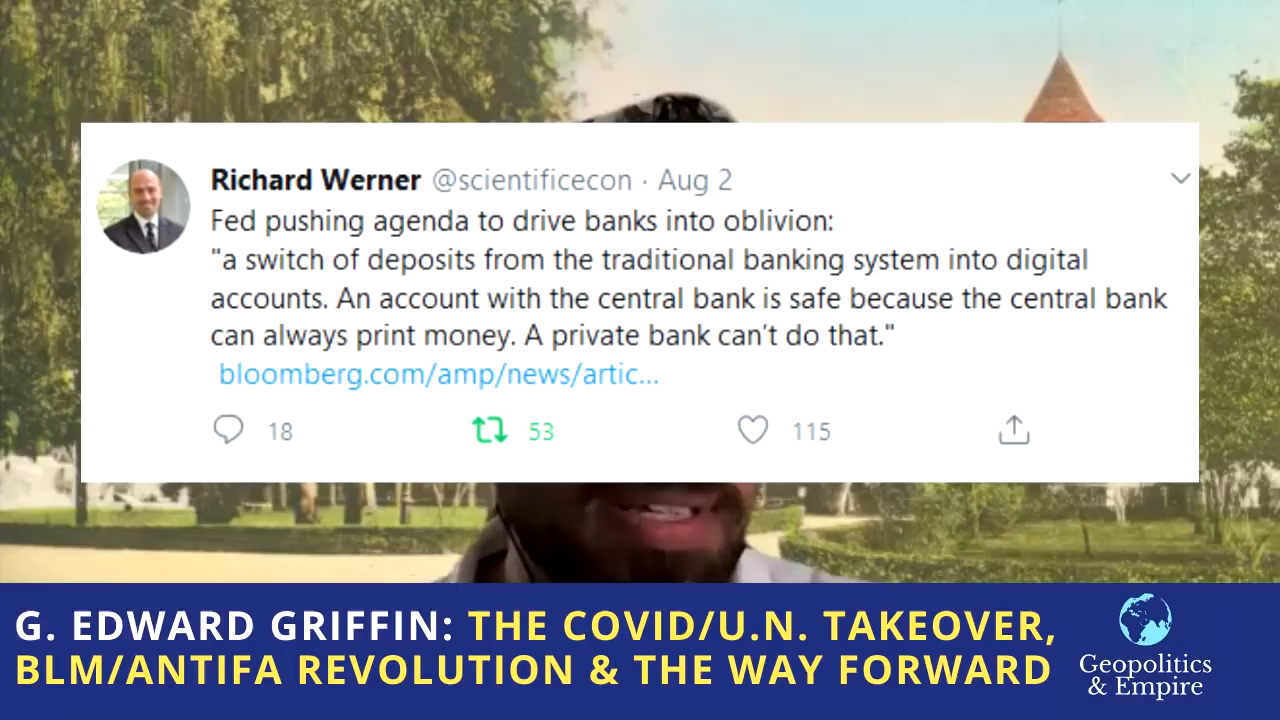 Richard Werner @scientificecon · Aug 2
Fed pushing agenda to drive banks into oblivion:
"a switch of deposits from the traditional banking system into digital
accounts. An account with the central bank is safe because the central bank
can always print money. A private bank can't do that."
bloomberg.com/amp/news/artic...
18 53 115
G. EDWARD GRIFFIN: THE COVID/U.N. TAKEOVER,
BLM/ANTIFA REVOLUTION & THE WAY FORWARD
Geopolitics
& Empire